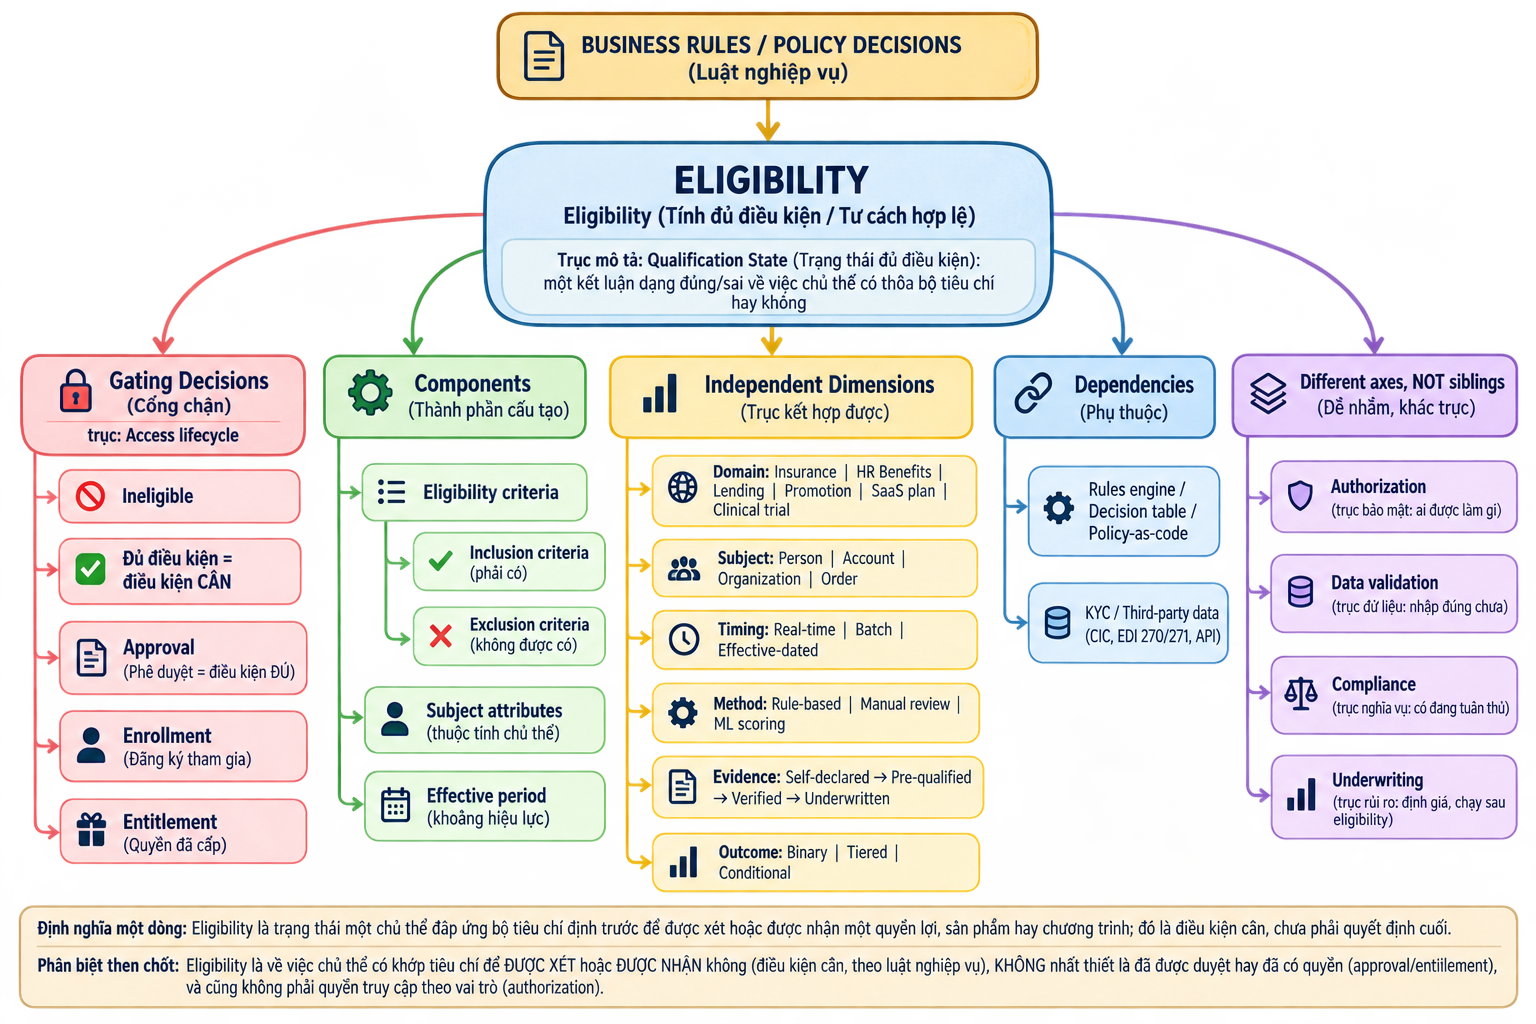 BUSINESS RULES / POLICY DECISIONS
(Luật nghiệp vụ)
ELIGIBILITY
Eligibility (Tính đủ điều kiện / Tư cách hợp lệ)
Trục mô tả: Qualification State (Trạng thái đủ điều kiện):
một kết luận dạng đúng/sai về việc chủ thể có thỏa bộ tiêu chí
hay không
Gating Decisions
(Cổng chặn)
trục: Access lifecycle
Ineligible
Đủ điều kiện =
điều kiện CÂN
Approval
(Phê duyệt = điều kiện ĐỦ)
Enrollment
(Đăng ký tham gia)
Entitlement
(Quyền đã cấp)
Components
(Thành phần cấu tạo)
Eligibility criteria
Inclusion criteria
(phải có)
Exclusion criteria
(không được có)
Subject attributes
(thuộc tính chủ thể)
Effective period
(khoảng hiệu lực)
Independent Dimensions
(Trục kết hợp được)
Domain: Insurance | HR Benefits |
Lending | Promotion | SaaS plan |
Clinical trial
Subject: Person | Account |
Organization | Order
Timing: Real-time | Batch |
Effective-dated
Method: Rule-based | Manual review |
ML scoring
Evidence: Self-declared → Pre-qualified
→ Verified → Underwritten
Outcome: Binary | Tiered |
Conditional
Dependencies
(Phụ thuộc)
Rules engine /
Decision table /
Policy-as-code
KYC / Third-party data
(CIC, EDI 270/271, API)
Different axes, NOT siblings
(Dề nhầm, khác trục)
Authorization
(trục bảo mật: ai được làm gì)
Data validation
(trục đử liệu: nhập đúng chưa)
Compliance
(trục nghĩa vụ: có đang tuân thủ)
Underwriting
(trục rủi ro: định giá, chạy sau
eligibility)
Định nghĩa một dòng: Eligibility là trạng thái một chủ thể đâp ứng bộ tiêu chí định trước để được xét hoặc được nhận một quyền lợi, sản phẩm hay chương trình; đó là điều kiện cân, chưa phải quyết định cuối.
Phân biệt then chốt: Eligibility là về việc chủ thể có khớp tiêu chí để ĐƯỢC XÉT hoặc ĐƯỢC NHẬN không (điều kiện cần, theo luật nghiệp vụ), KHÔNG nhất thiết là đã được duyệt hay đã có quyền (approval/entiilement),
và cũng không phải quyền truy cập theo vai trò (authorization).